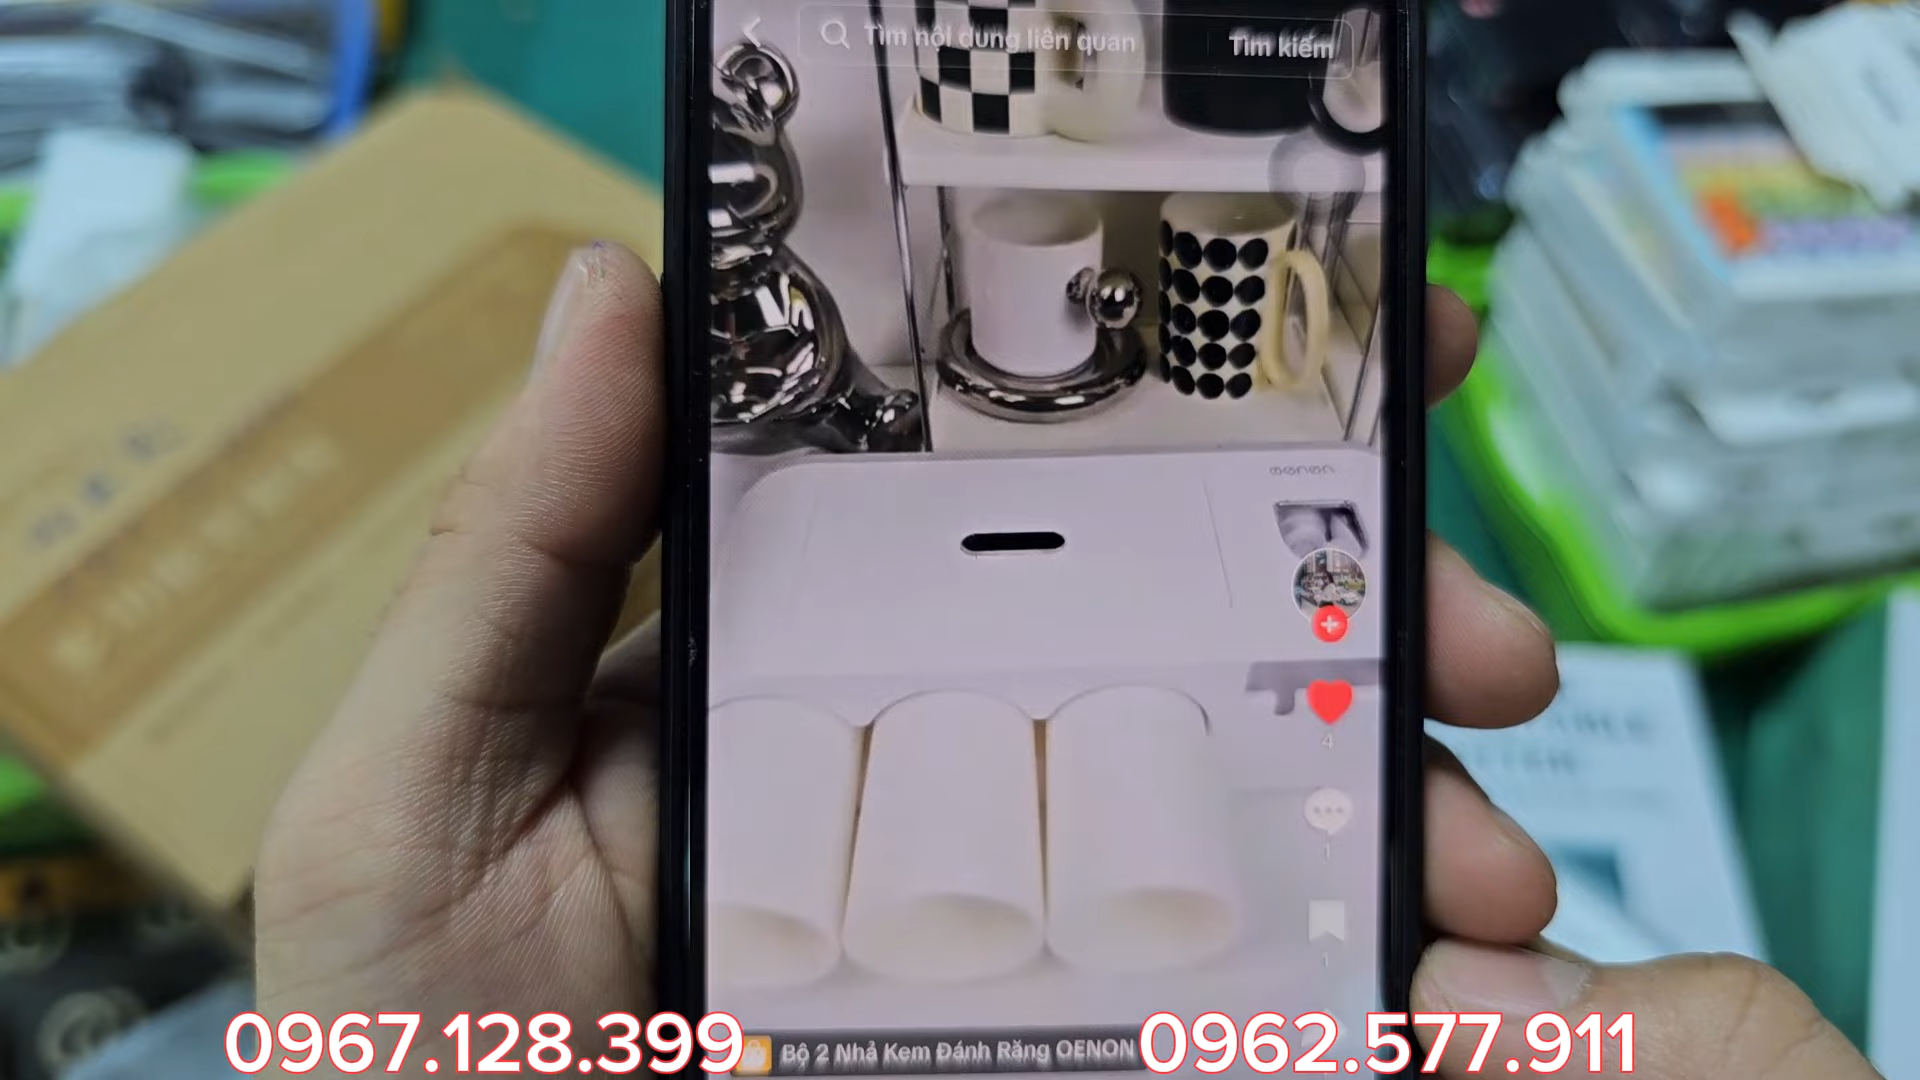 Tìm nội dung liên quan
Tìm kiếm
oenon
4
1
1
Bộ 2 Nhả Kem Đánh Răng OENON
0967.128.399
0962.577.911